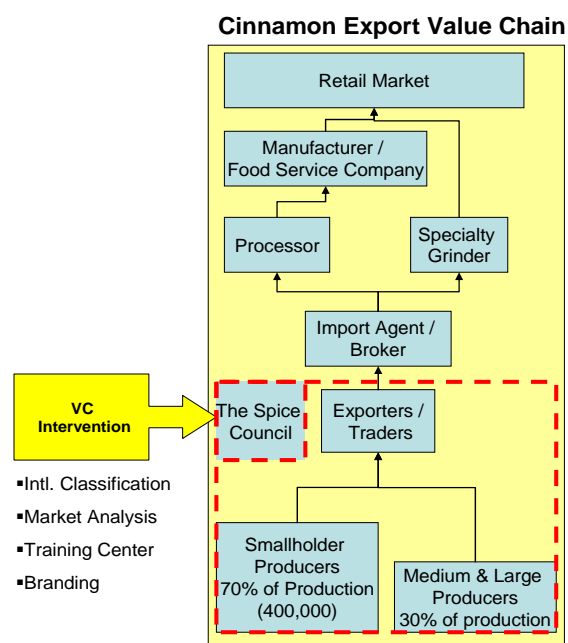 Cinnamon Export Value Chain
Retail Market
Manufacturer /
Food Service Company
Processor
Specialty
Grinder
Import Agent /
Broker
VC
Intervention
The Spice
Council
Exporters /
Traders
▪Intl. Classification
▪Market Analysis
▪Training Center
▪Branding
Smallholder
Producers
70% of Production
(400,000)
Medium & Large
Producers
30% of production